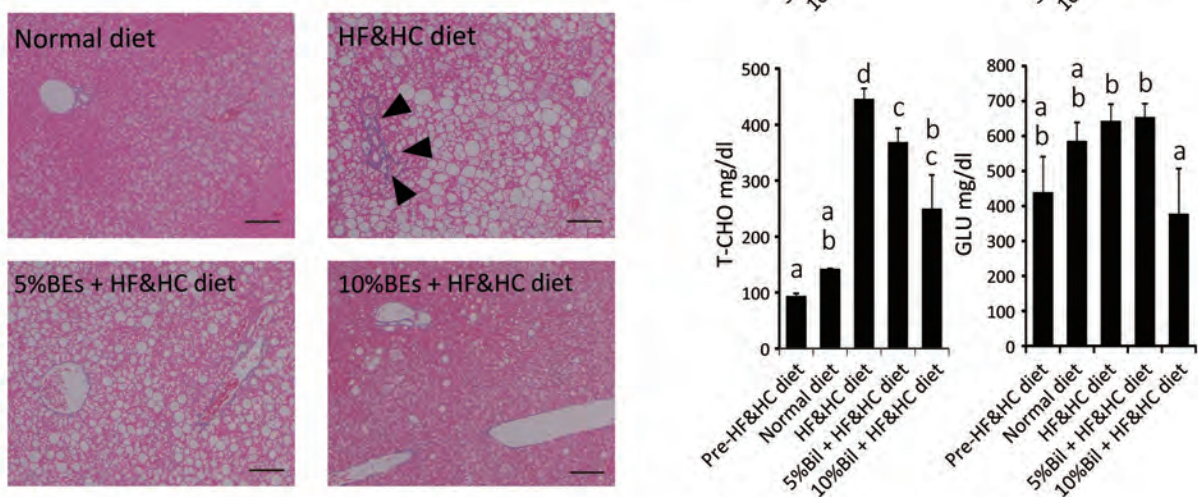 Normal diet
HF&HC diet
5%BEs + HF&HC diet
10%BEs + HF&HC diet
10
10
T-CHO mg/dl
500
400
300
200
100
0
a
a
b
d
c
b
c
Pre-HF&HC diet
Normal diet
HF&HC diet
5%Bil + HF&HC diet
10%Bil + HF&HC diet
GLU mg/dl
800
700
600
500
400
300
200
100
0
a
b
a
b
b
b
a
Pre-HF&HC diet
Normal diet
HF&HC diet
5%Bil + HF&HC diet
10%Bil + HF&HC diet